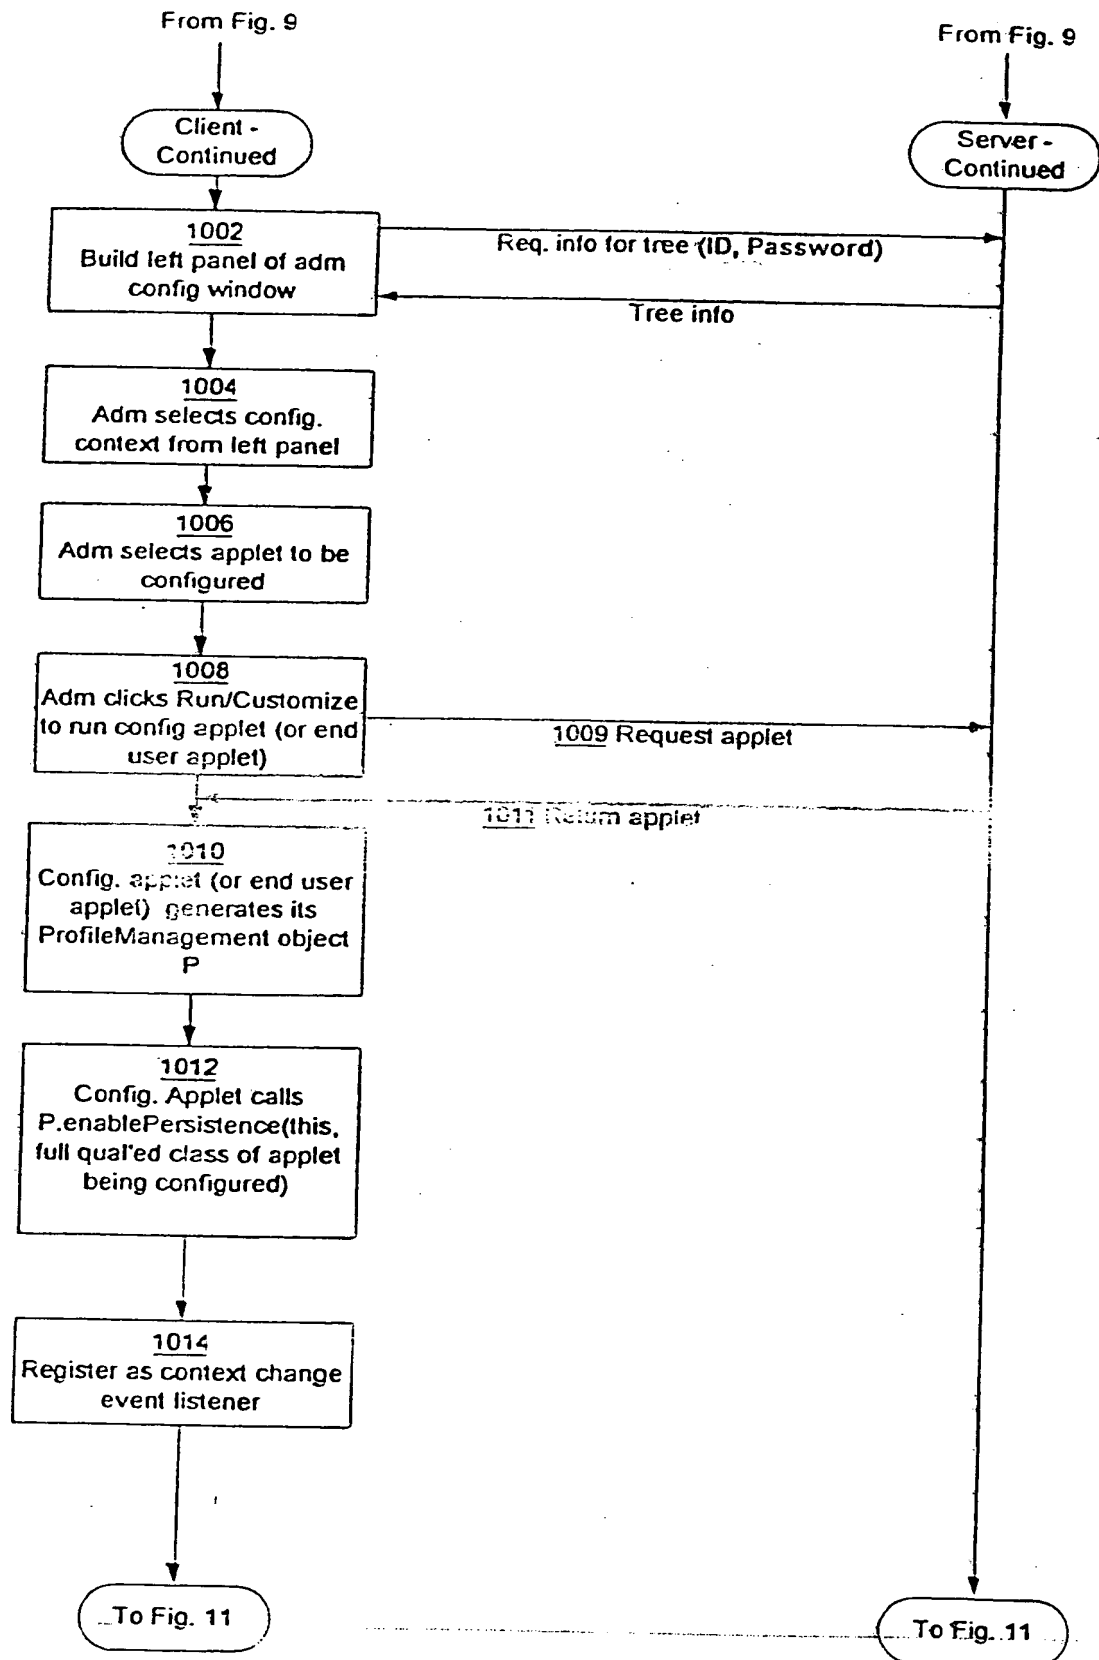 From Fig. 9
From Fig. 9
Client -
Continued
Server -
Continued
1002
Build left panel of adm
config window
Req. info for tree (ID, Password)
Tree info
1004
Adm selects config.
context from left panel
1006
Adm selects applet to be
configured
1008
Adm clicks Run/Customize
to run config applet (or end
user applet)
1009 Request applet
1011 Return applet
1010
Config. applet (or end user
applet) generates its
ProfileManagement object
P
1012
Config. Applet calls
P.enablePersistence(this,
full qual'ed class of applet
being configured)
1014
Register as context change
event listener
To Fig. 11
To Fig. 11